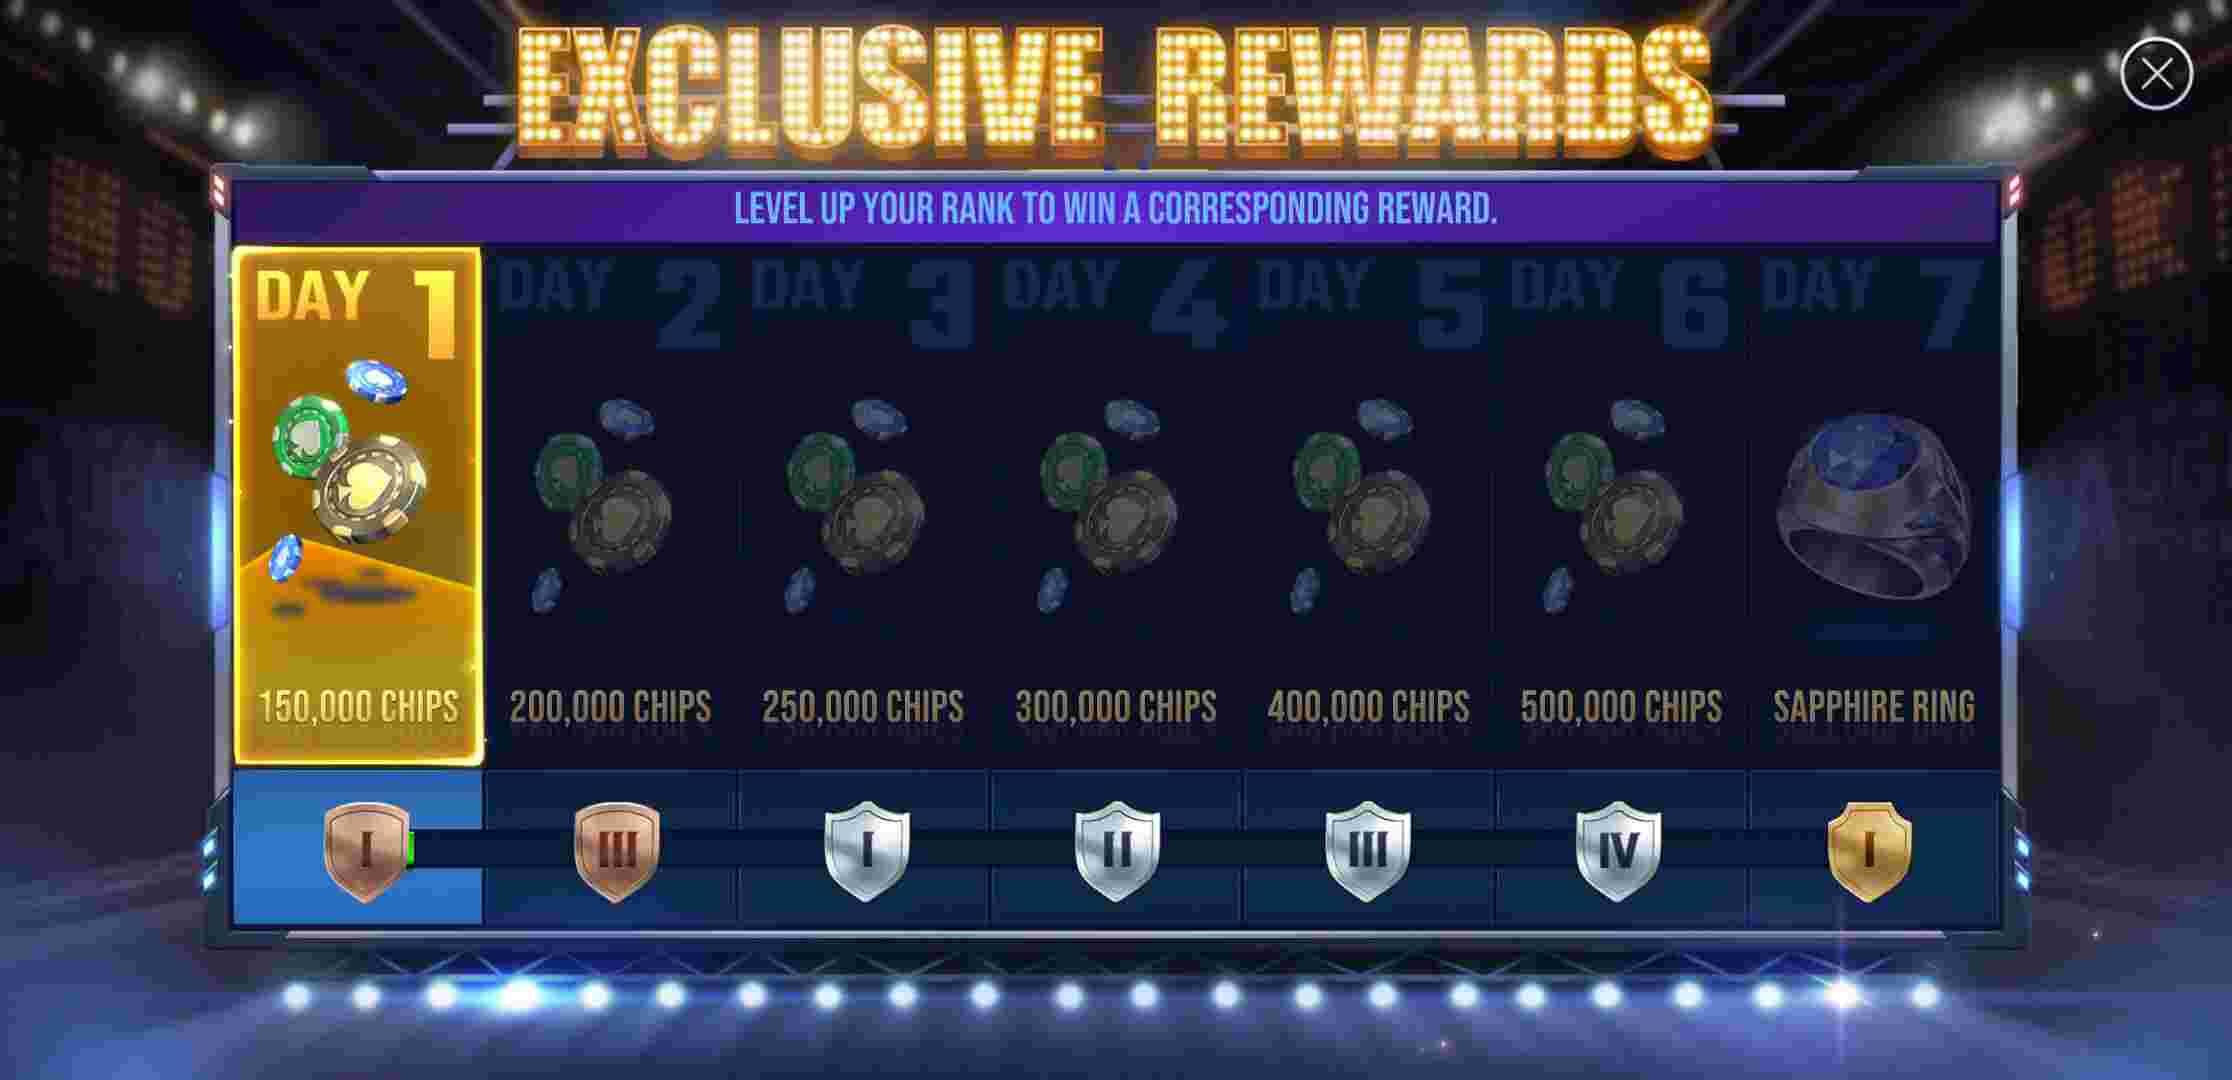 EXCLUSIVE REWARDS
LEVEL UP YOUR RANK TO WIN A CORRESPONDING REWARD.
DAY 1
DAY 2
DAY 3
DAY 4
DAY 5
DAY 6
DAY 7
150,000 CHIPS
200,000 CHIPS
250,000 CHIPS
300,000 CHIPS
400,000 CHIPS
500,000 CHIPS
SAPPHIRE RING
I
III
I
II
III
IV
I